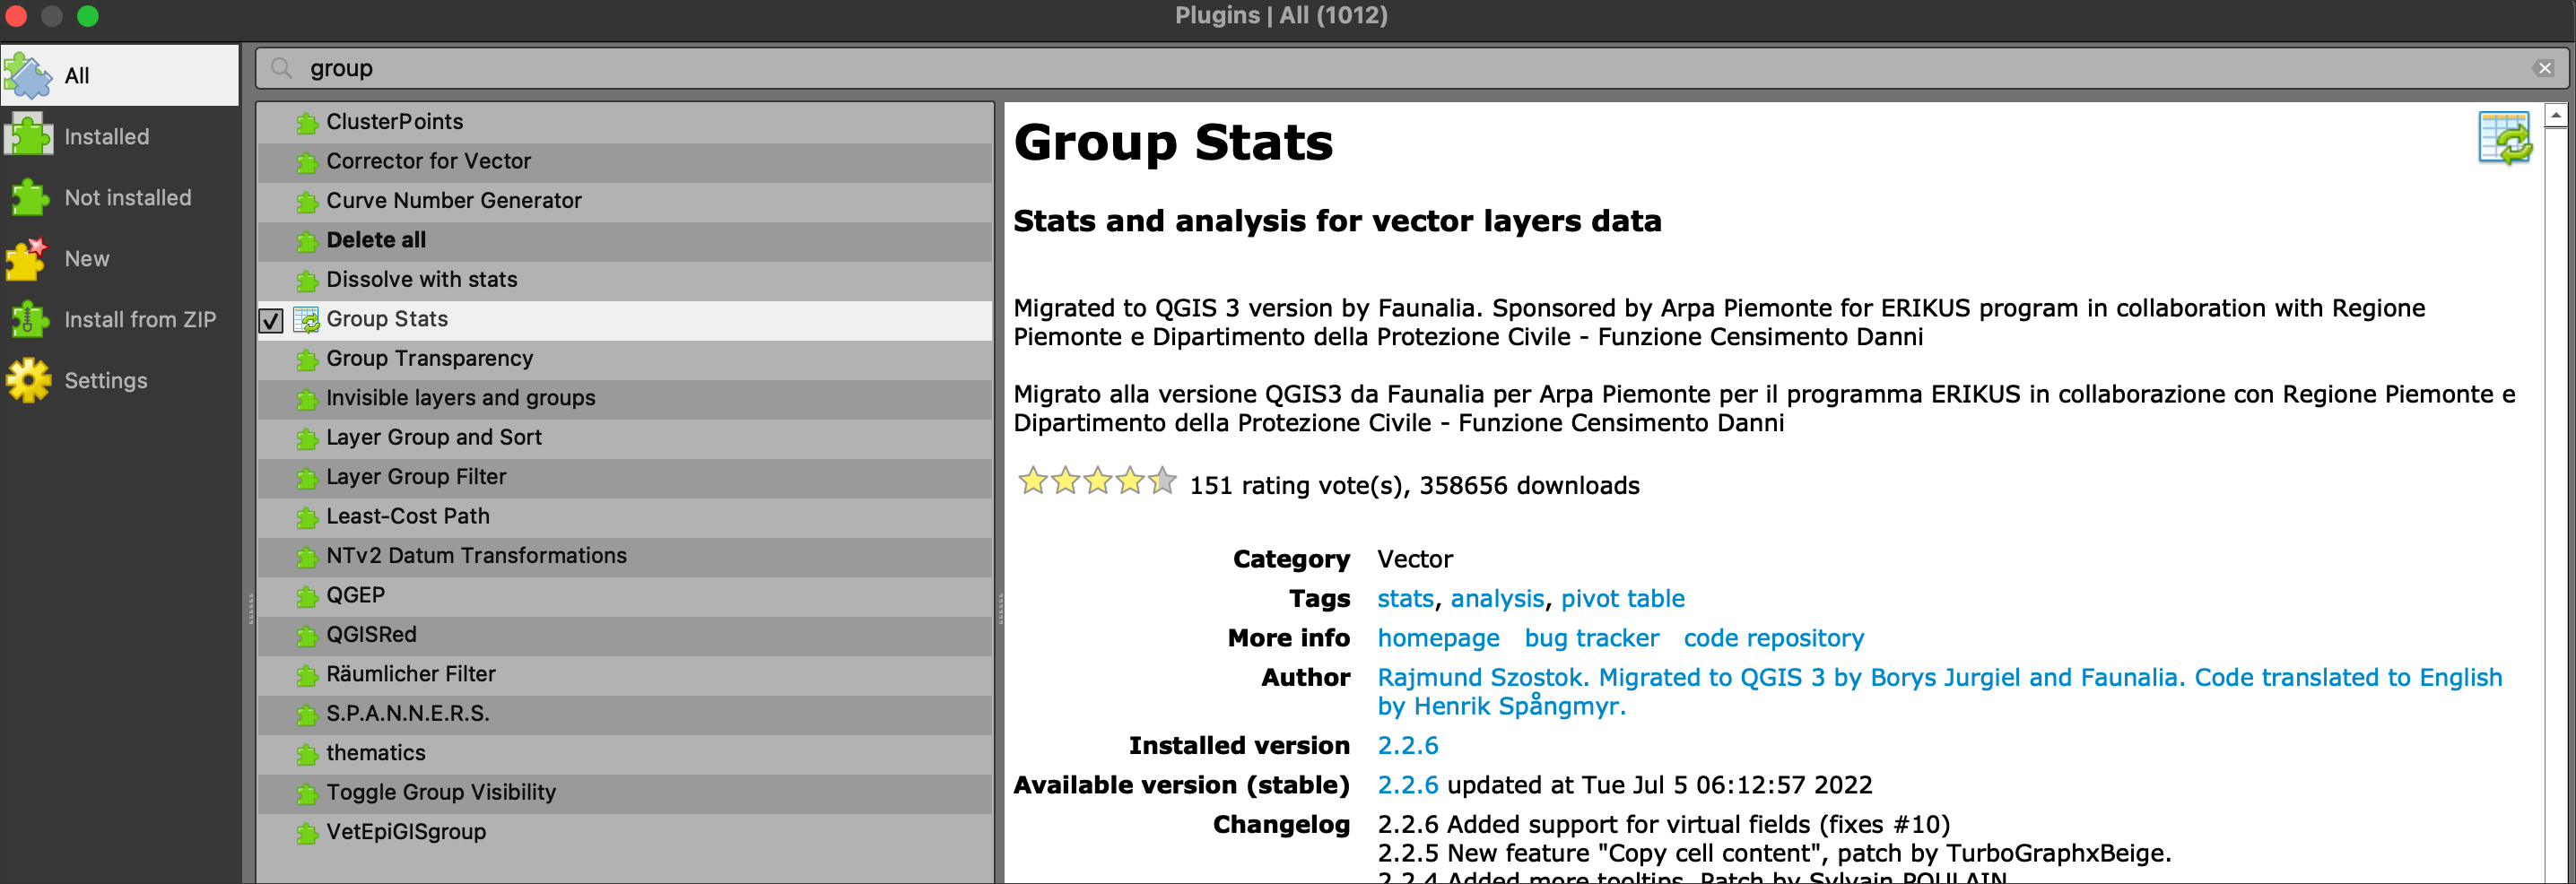 Plugins | All (1012)
All
Installed
Not installed
New
Install from ZIP
Settings
group
ClusterPoints
Corrector for Vector
Curve Number Generator
Delete all
Dissolve with stats
Group Stats
Group Transparency
Invisible layers and groups
Layer Group and Sort
Layer Group Filter
Least-Cost Path
NTv2 Datum Transformations
QGEP
QGISRed
Räumlicher Filter
S.P.A.N.N.E.R.S.
thematics
Toggle Group Visibility
VetEpiGISgroup
Group Stats
Stats and analysis for vector layers data
Migrated to QGIS 3 version by Faunalia. Sponsored by Arpa Piemonte for ERIKUS program in collaboration with Regione
Piemonte e Dipartimento della Protezione Civile - Funzione Censimento Danni
Migrato alla versione QGIS3 da Faunalia per Arpa Piemonte per il programma ERIKUS in collaborazione con Regione Piemonte e
Dipartimento della Protezione Civile - Funzione Censimento Danni
151 rating vote(s), 358656 downloads
Category Vector
Tags stats, analysis, pivot table
More info homepage bug tracker code repository
Author Rajmund Szostok. Migrated to QGIS 3 by Borys Jurgiel and Faunalia. Code translated to English
by Henrik Spångmyr.
Installed version 2.2.6
Available version (stable) 2.2.6 updated at Tue Jul 5 06:12:57 2022
Changelog 2.2.6 Added support for virtual fields (fixes #10)
2.2.5 New feature "Copy cell content", patch by TurboGraphxBeige.
2.2.4 Added more tooltips. Patch by Sylvain POULAIN